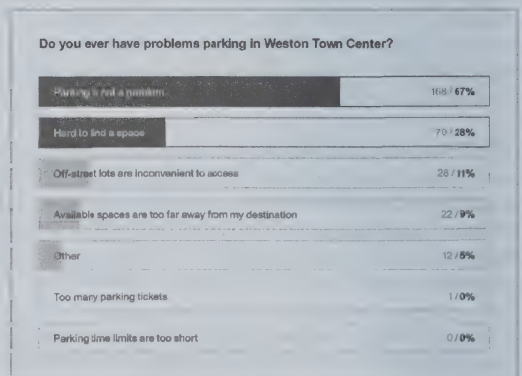 Do you ever have problems parking in Weston Town Center?
Parking is not a problem 168 / 67%
Hard to find a space 70 / 28%
Off-street lots are inconvenient to access 28 / 11%
Available spaces are too far away from my destination 22 / 9%
Other 12 / 5%
Too many parking tickets 1 / 0%
Parking time limits are too short 0 / 0%